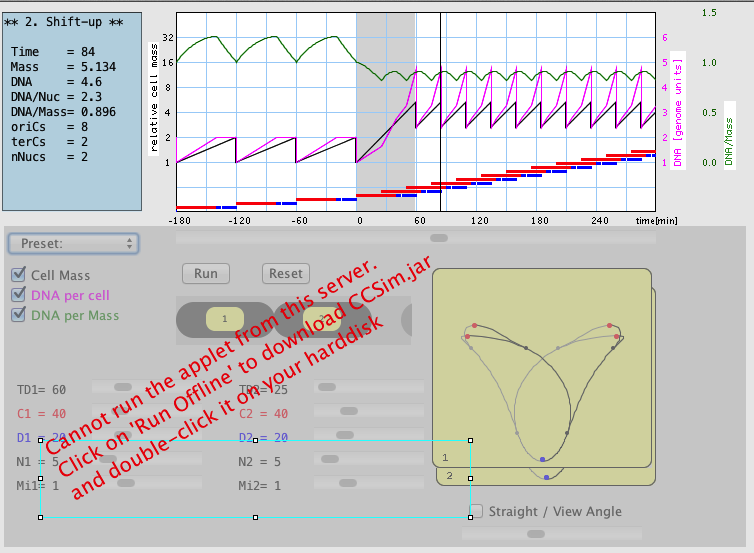 ** 2. Shift-up **
Time = 84
Mass = 5.134
DNA = 4.6
DNA/Nuc = 2.3
DNA/Mass= 0.896
oriCs = 8
terCs = 2
nNucs = 2
relative cell mass
32
16
8
4
2
1
-180 -120 -60 0 60 120 180 240 time[min]
6
5
4
3
2
1
DNA [genome units]
1.5
1.0
0.5
0.0
DNA/Mass
Preset:
Cell Mass
DNA per cell
DNA per Mass
Run Reset
1
Cannot run the applet from this server.
Click on 'Run Offline' to download CCSim.jar
and double-click it on your harddisk
TD1= 60
C1 = 40
D1 = 20
N1 = 5
Mi1= 1
TD2= 25
C2 = 40
D2 = 20
N2 = 5
Mi2= 1
1
2
Straight / View Angle